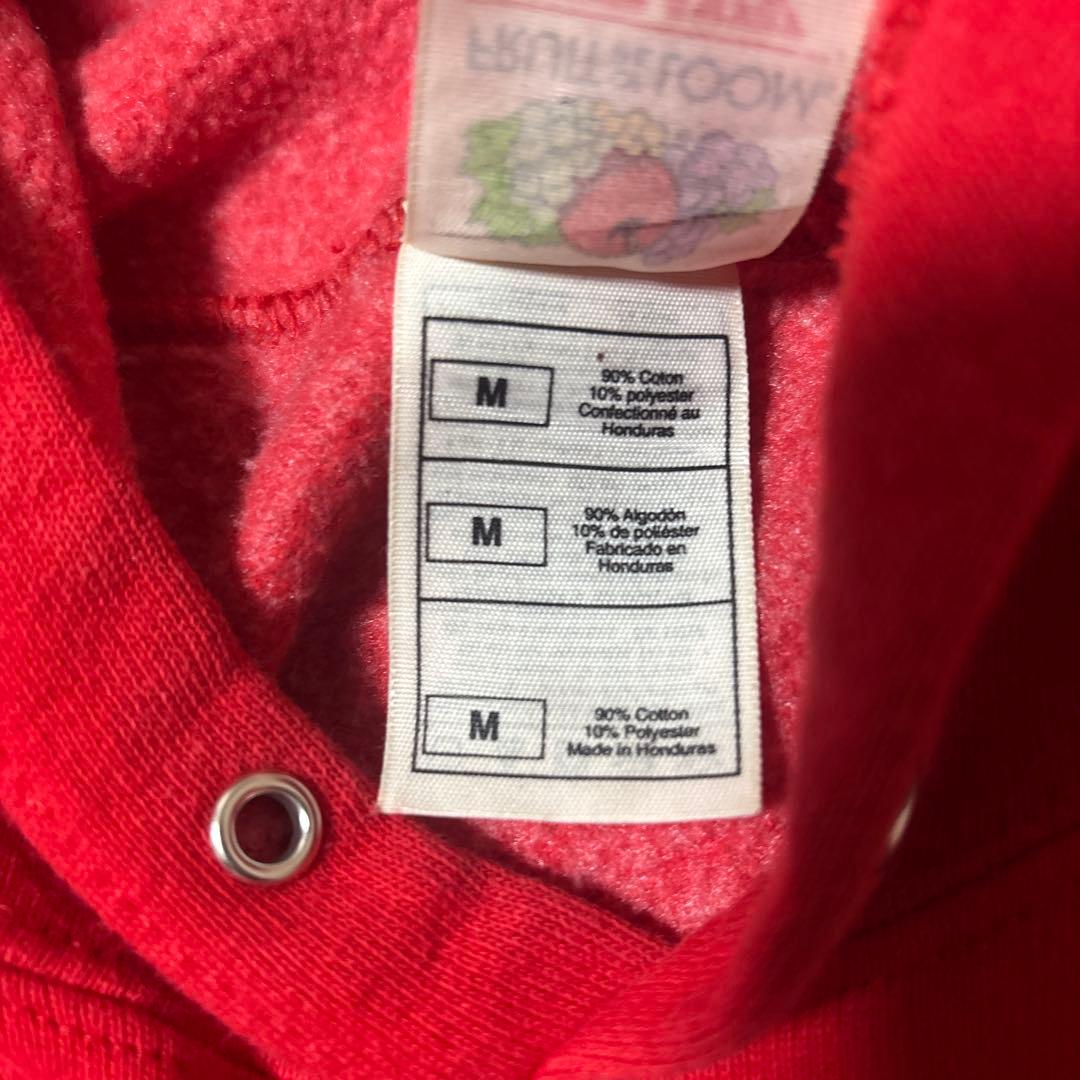 FRUIT OF THE LOOM®
M
90% Coton
10% polyester
Confectionné au
Honduras
M
90% Algodón
10% de poliéster
Fabricado en
Honduras
M
90% Cotton
10% Polyester
Made in Honduras